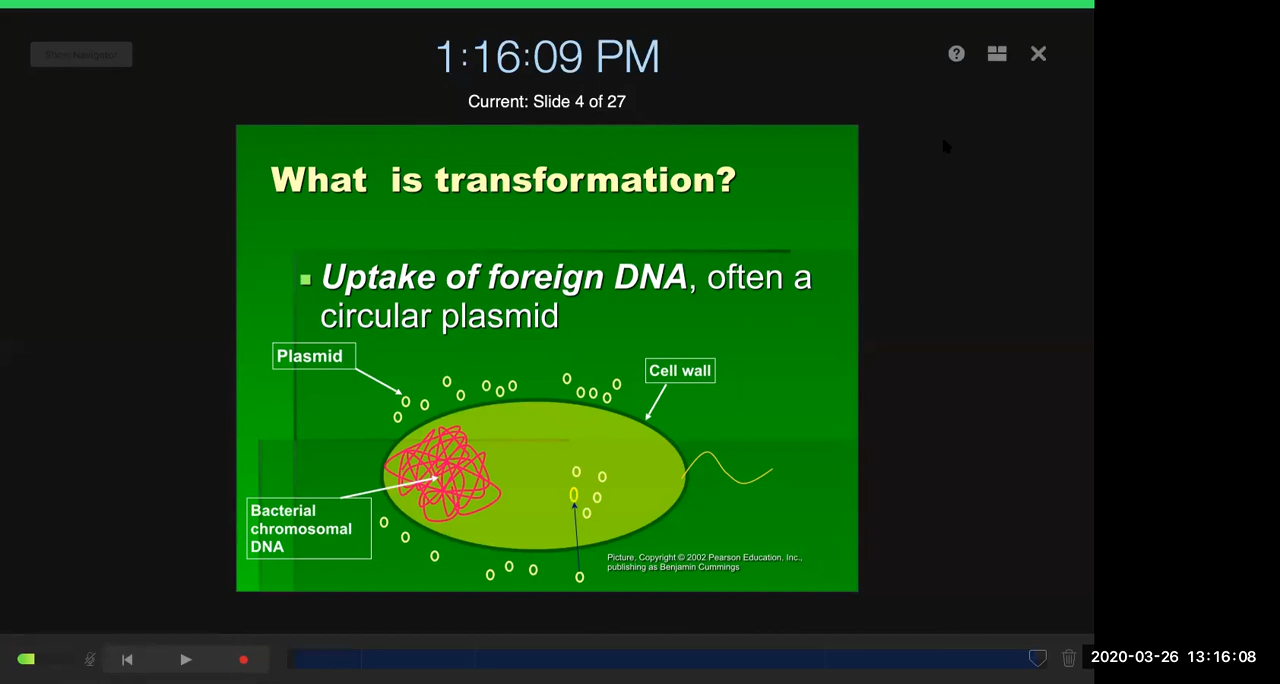 Show Navigator
1:16:09 PM
Current: Slide 4 of 27
What is transformation?
Uptake of foreign DNA, often a
circular plasmid
Plasmid
Cell wall
Bacterial
chromosomal
DNA
Picture, Copyright © 2002 Pearson Education, Inc.,
publishing as Benjamin Cummings
2020-03-26 13:16:08